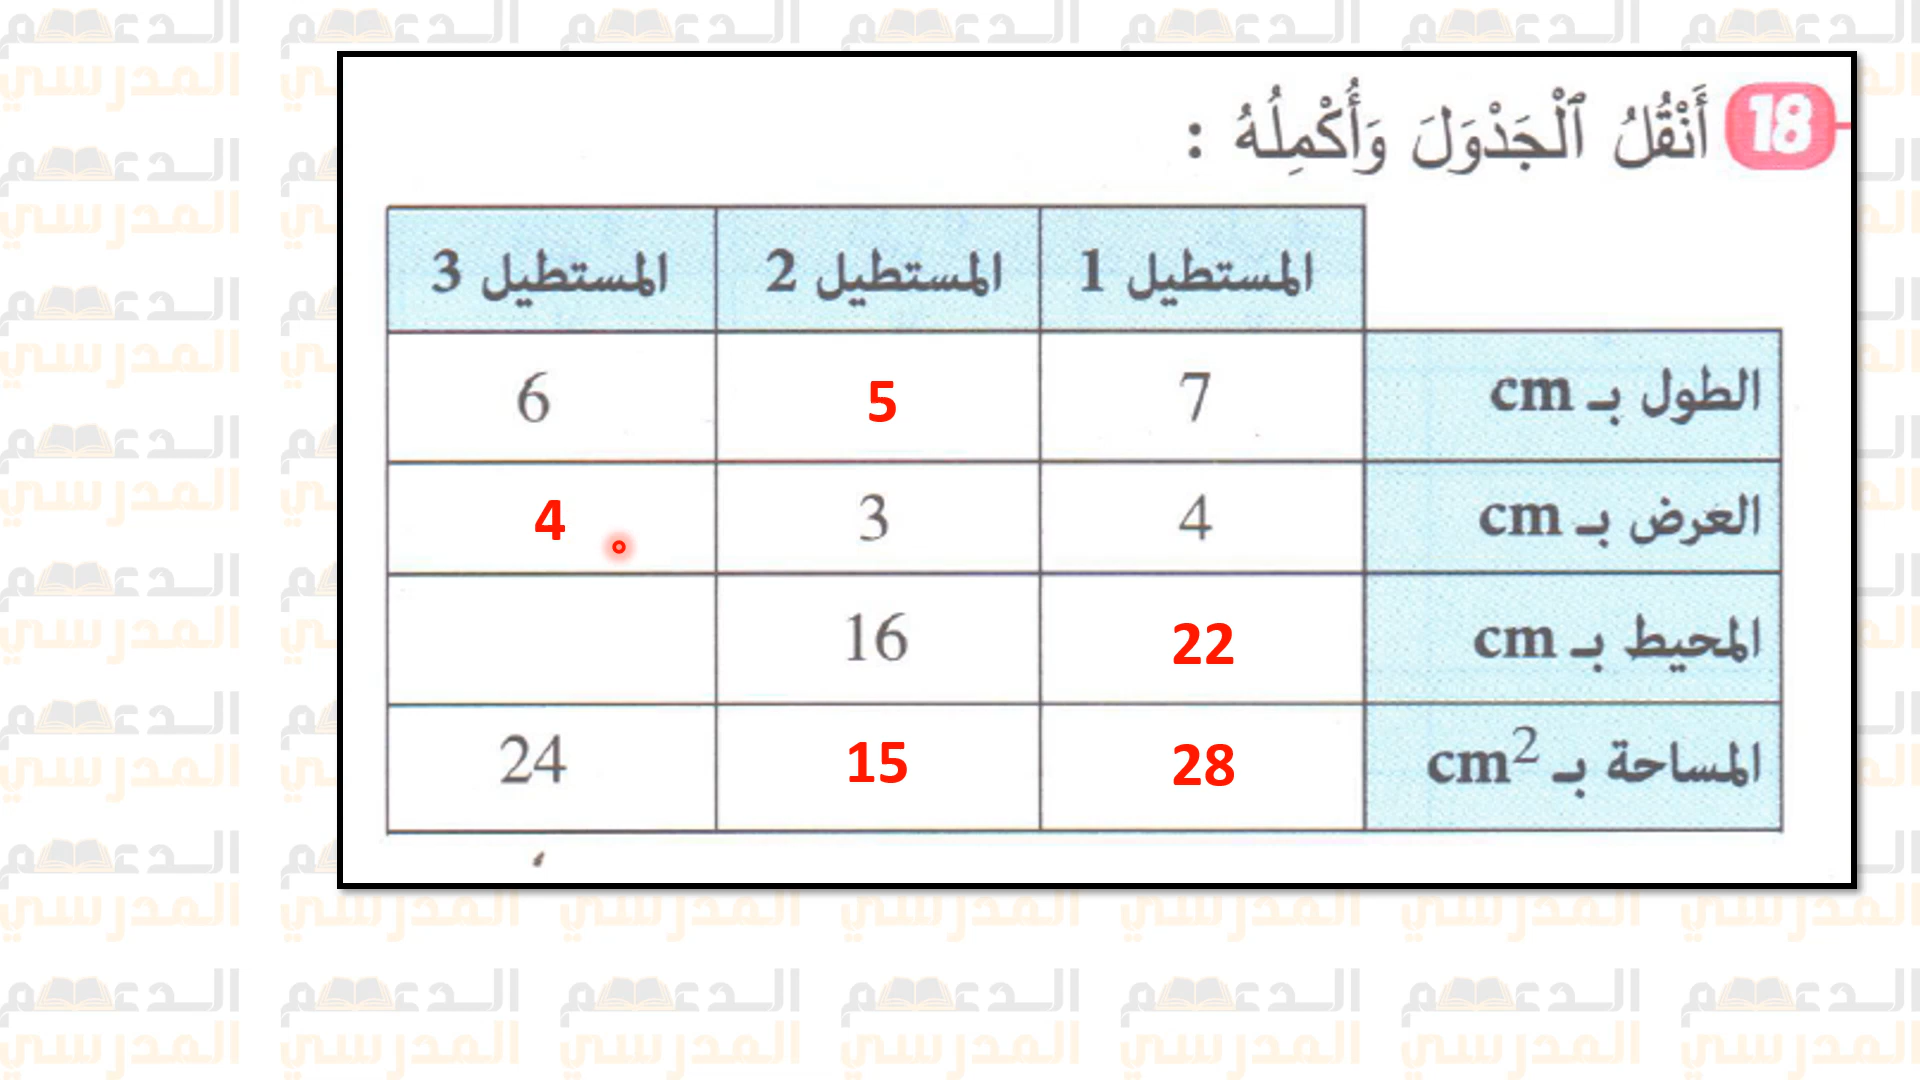 18 أَنْقُلُ ٱلْجَدْوَلَ وَأُكْمِلُهُ :
المستطيل 1 المستطيل 2 المستطيل 3
الطول بـ cm 7 5 6
العرض بـ cm 4 3 4
المحيط بـ cm 22 16
المساحة بـ cm² 28 15 24
الدعم المدرسي